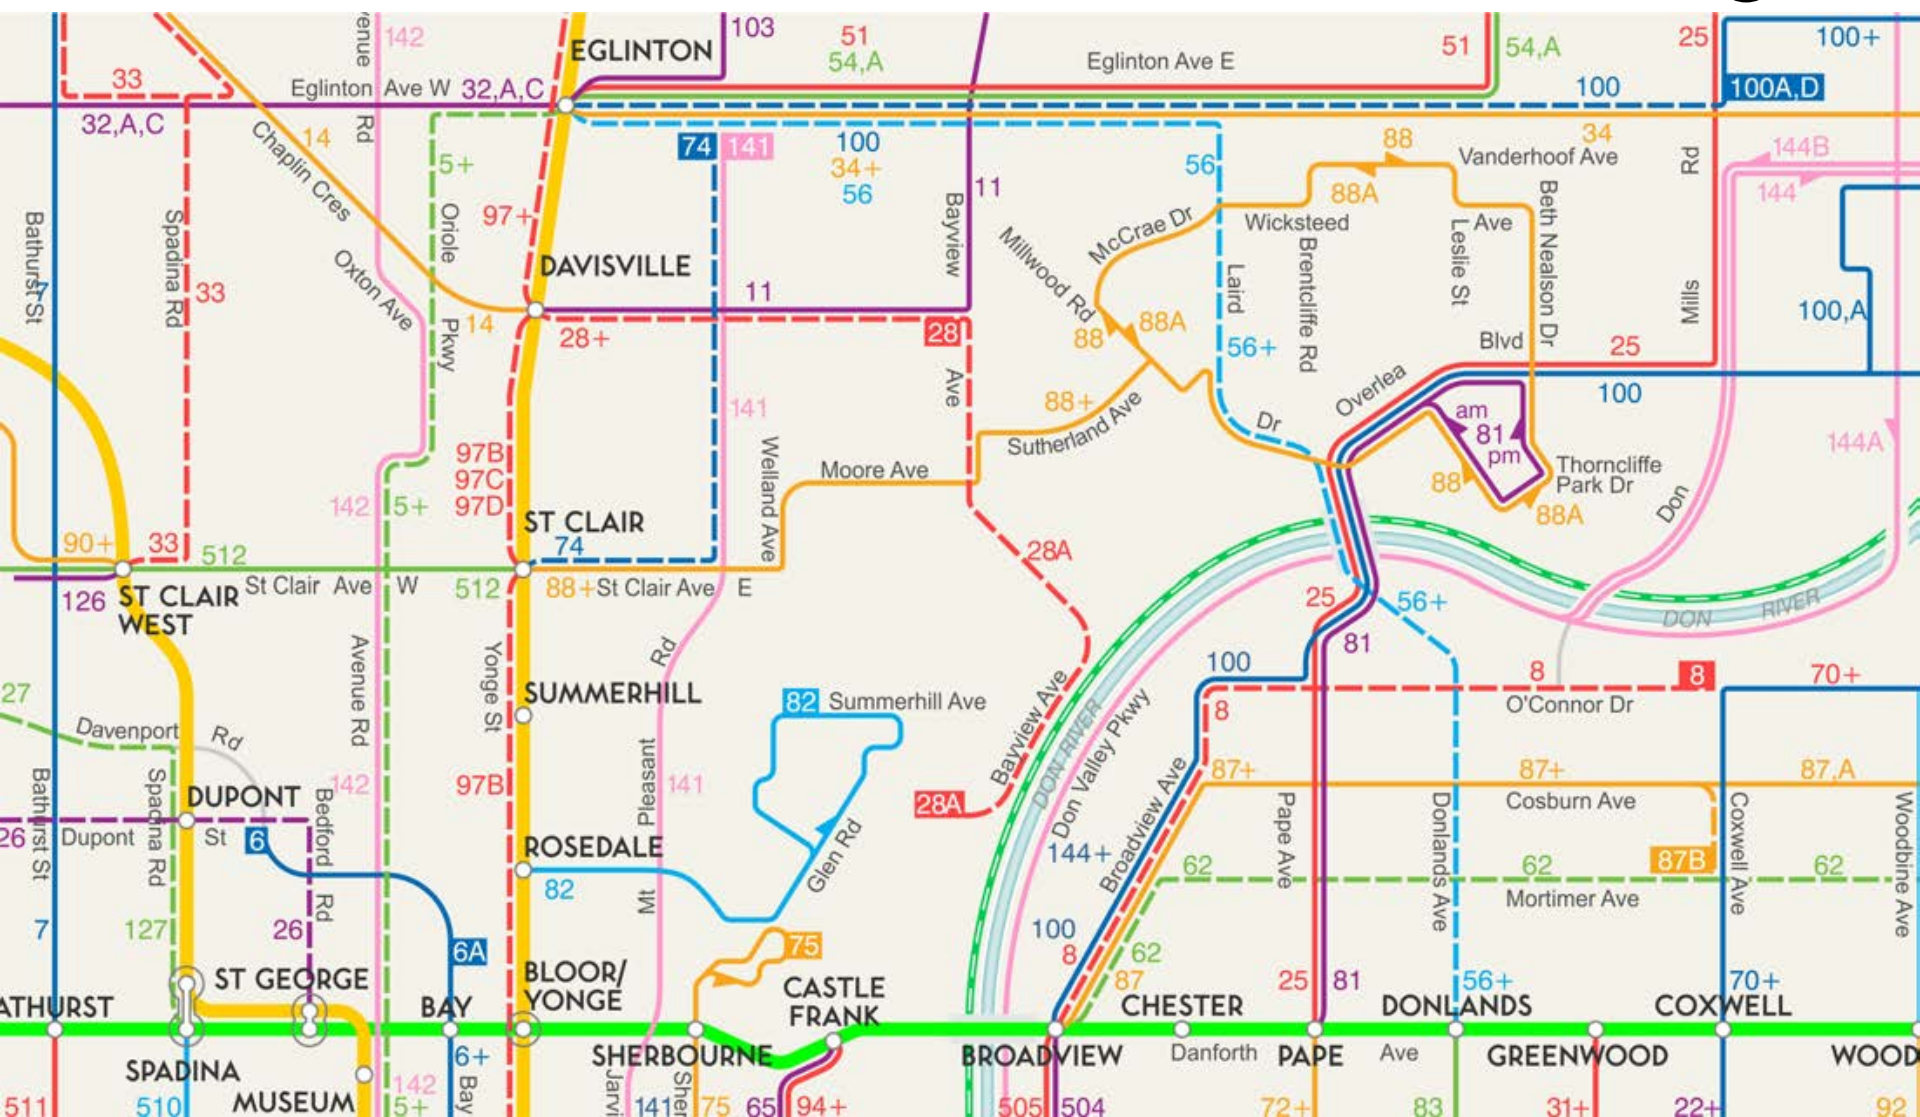 142
103
51
54,A
Eglinton Ave E
51
54,A
25
100+
EGLINTON
33
Eglinton Ave W
32,A,C
100
100A,D
32,A,C
Chaplin Cres
14
Rd
5+
74
141
100
34+
56
56
88
34
Vanderhoof Ave
88A
Rd
144B
144
Bathurst St
7
Spadina Rd
33
Oriole
97+
Bayview
11
McCrae Dr
Wicksteed
Ave
Beth Nealson Dr
Oxton Ave
DAVISVILLE
11
Millwood Rd
Laird
Brentcliffe Rd
Leslie St
Mills
100,A
14
Pkwy
28+
28
88
88A
56+
Blvd
25
100
Overlea
Ave
141
88+
Sutherland Ave
Dr
am
81
pm
144A
97B
97C
97D
Welland Ave
Moore Ave
88
Thorncliffe
Park Dr
88A
Don
142
5+
90+
33
512
ST CLAIR
74
28A
126
ST CLAIR
WEST
St Clair Ave W
512
88+
St Clair Ave E
25
56+
DON RIVER
81
Avenue Rd
Yonge St
Rd
27
Davenport Rd
SUMMERHILL
82
Summerhill Ave
Bayview Ave
DON RIVER
Don Valley Pkwy
100
8
8
8
O'Connor Dr
70+
Bathurst St
Spadina Rd
DUPONT
Bedford Rd
142
97B
Pleasant
141
28A
Broadview Ave
87+
87+
87,A
Cosburn Ave
26
Dupont St
6
ROSEDALE
82
Glen Rd
144+
Pape Ave
Donlands Ave
87B
Coxwell Ave
Woodbine Ave
62
62
62
Mortimer Ave
7
127
26
6A
Mt
75
100
8
62
87
ST GEORGE
BLOOR/
YONGE
CASTLE
FRANK
25
81
56+
70+
ATHURST
BAY
CHESTER
DONLANDS
COXWELL
SPADINA
6+
SHERBOURNE
BROADVIEW
Danforth
PAPE
Ave
GREENWOOD
WOOD
511
510
MUSEUM
142
5+
Bay
141
75
65
94+
505
504
72+
83
31+
22+
92